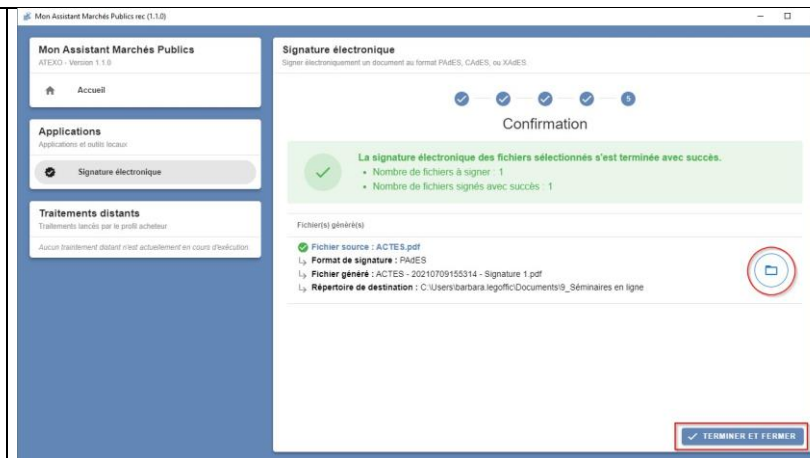 Mon Assistant Marchés Publics rec (1.1.0)
Mon Assistant Marchés Publics
ATEXO - Version 1.1.0
Accueil
Applications
Applications et outils locaux
Signature électronique
Traitements distants
Traitements lancés par le profil acheteur
Aucun traitement distant n'est actuellement en cours d'exécution.
Signature électronique
Signer électroniquement un document au format PAdES, CAdES, ou XAdES.
5
Confirmation
La signature électronique des fichiers sélectionnés s'est terminée avec succès.
• Nombre de fichiers à signer : 1
• Nombre de fichiers signés avec succès : 1
Fichier(s) généré(s)
Fichier source : ACTES.pdf
Format de signature : PAdES
Fichier généré : ACTES - 20210709155314 - Signature 1.pdf
Répertoire de destination : C:\Users\barbara.legoffic\Documents\9_Séminaires en ligne
TERMINER ET FERMER